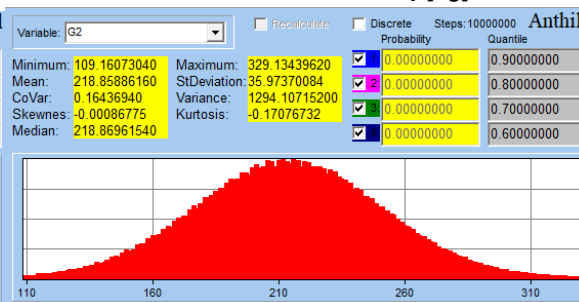 Variable: G2 Recalculate Discrete Steps:10000000 Anthil
Probability Quantile
Minimum: 109.16073040 Maximum: 329.13439620 1 0.00000000 0.90000000
Mean: 218.85886160 StDeviation: 35.97370084 2 0.00000000 0.80000000
CoVar: 0.16436940 Variance: 1294.10715200 3 0.00000000 0.70000000
Skewnes: -0.00086775 Kurtosis: -0.17076732 0.00000000 0.60000000
Median: 218.86961540
110 160 210 260 310